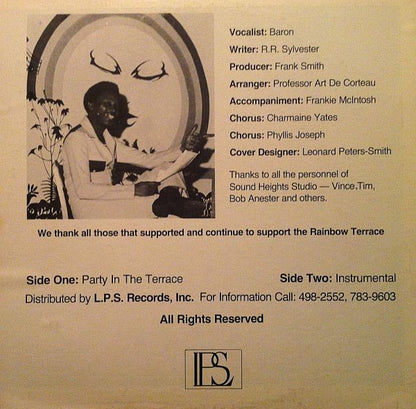 Vocalist: Baron
Writer: R.R. Sylvester
Producer: Frank Smith
Arranger: Professor Art De Corteau
Accompaniment: Frankie McIntosh
Chorus: Charmaine Yates
Chorus: Phyllis Joseph
Cover Designer: Leonard Peters-Smith
Thanks to all the personnel of
Sound Heights Studio — Vince.Tim,
Bob Anester and others.
We thank all those that supported and continue to support the Rainbow Terrace
Side One: Party In The Terrace Side Two: Instrumental
Distributed by L.P.S. Records, Inc. For Information Call: 498-2552, 783-9603
All Rights Reserved
LPS